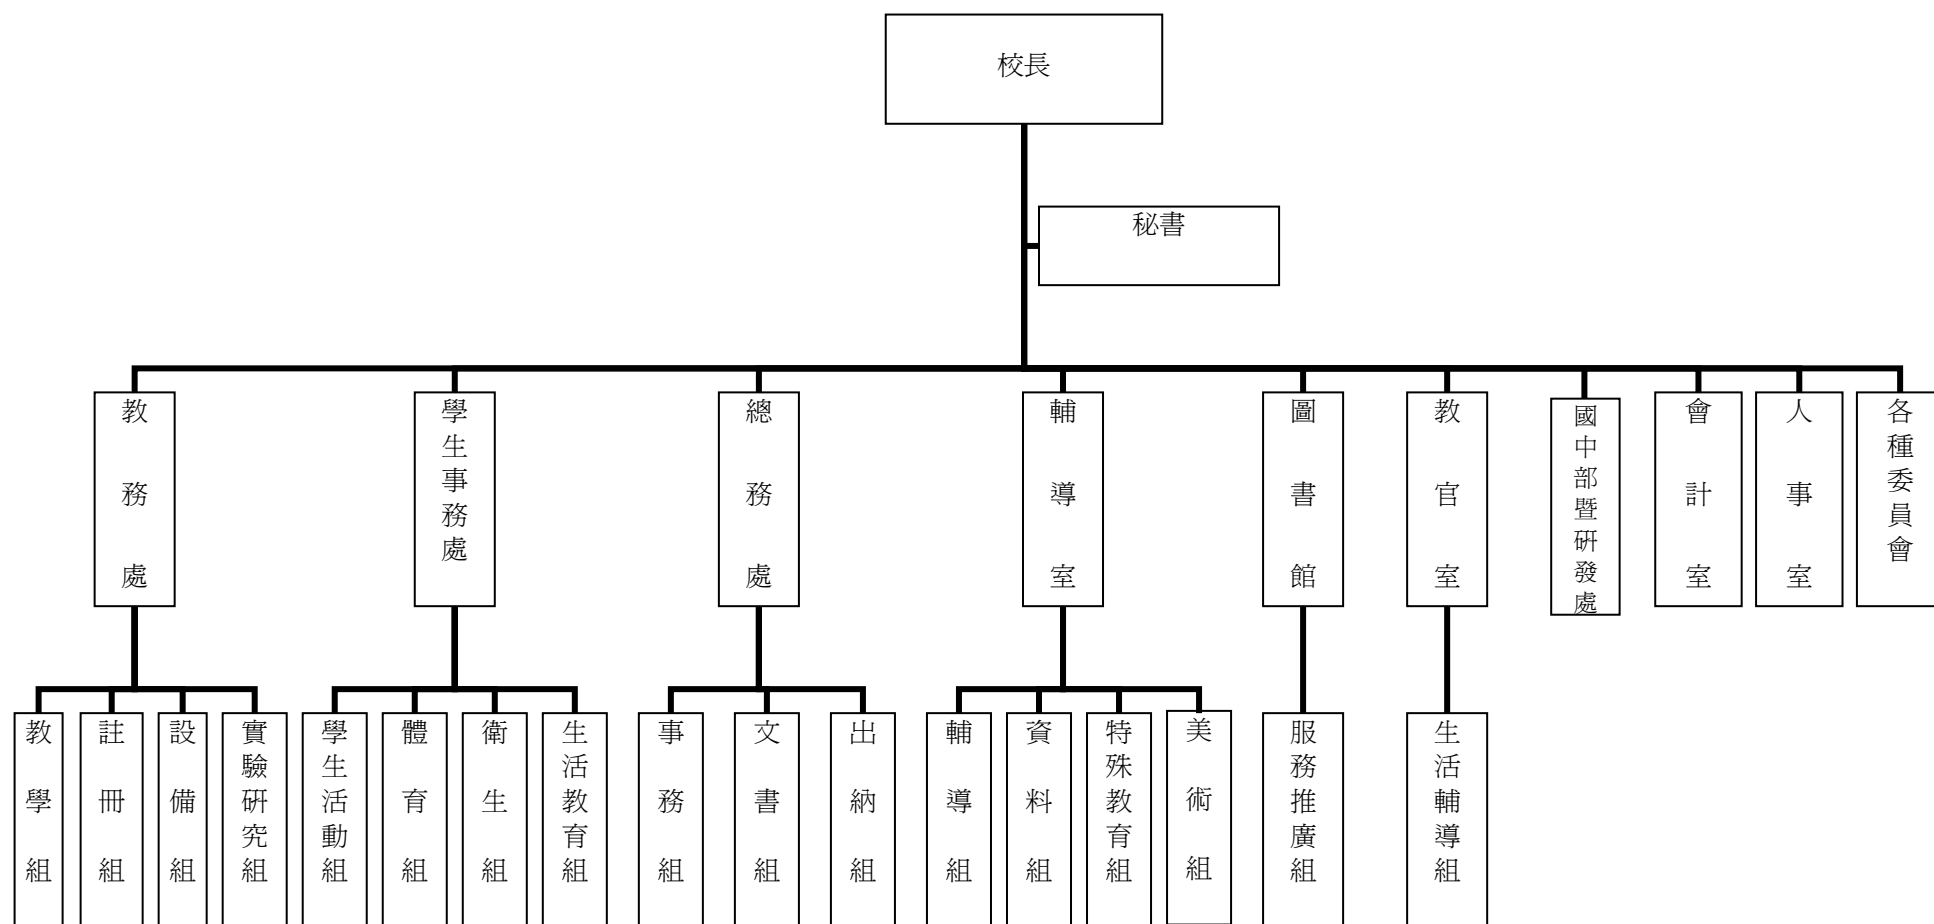 校長
秘書
教務處
學生事務處
總務處
輔導室
圖書館
教官室
國中部暨研發處
會計室
人事室
各種委員會
教學組
註冊組
設備組
實驗研究組
學生活動組
體育組
衛生組
生活教育組
事務組
文書組
出納組
輔導組
資料組
特殊教育組
美術組
服務推廣組
生活輔導組